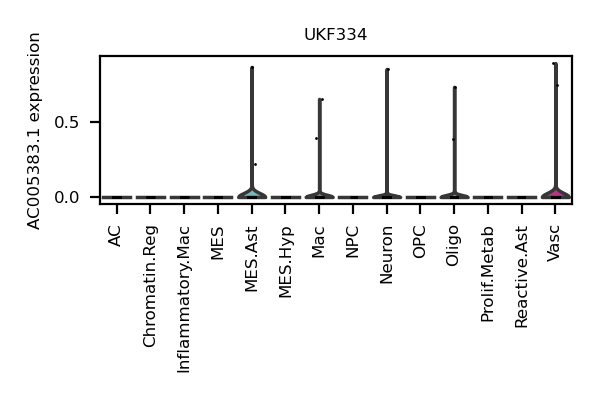 UKF334
AC005383.1 expression
0.5
0.0
AC
Chromatin.Reg
Inflammatory.Mac
MES
MES.Ast
MES.Hyp
Mac
NPC
Neuron
OPC
Oligo
Prolif.Metab
Reactive.Ast
Vasc